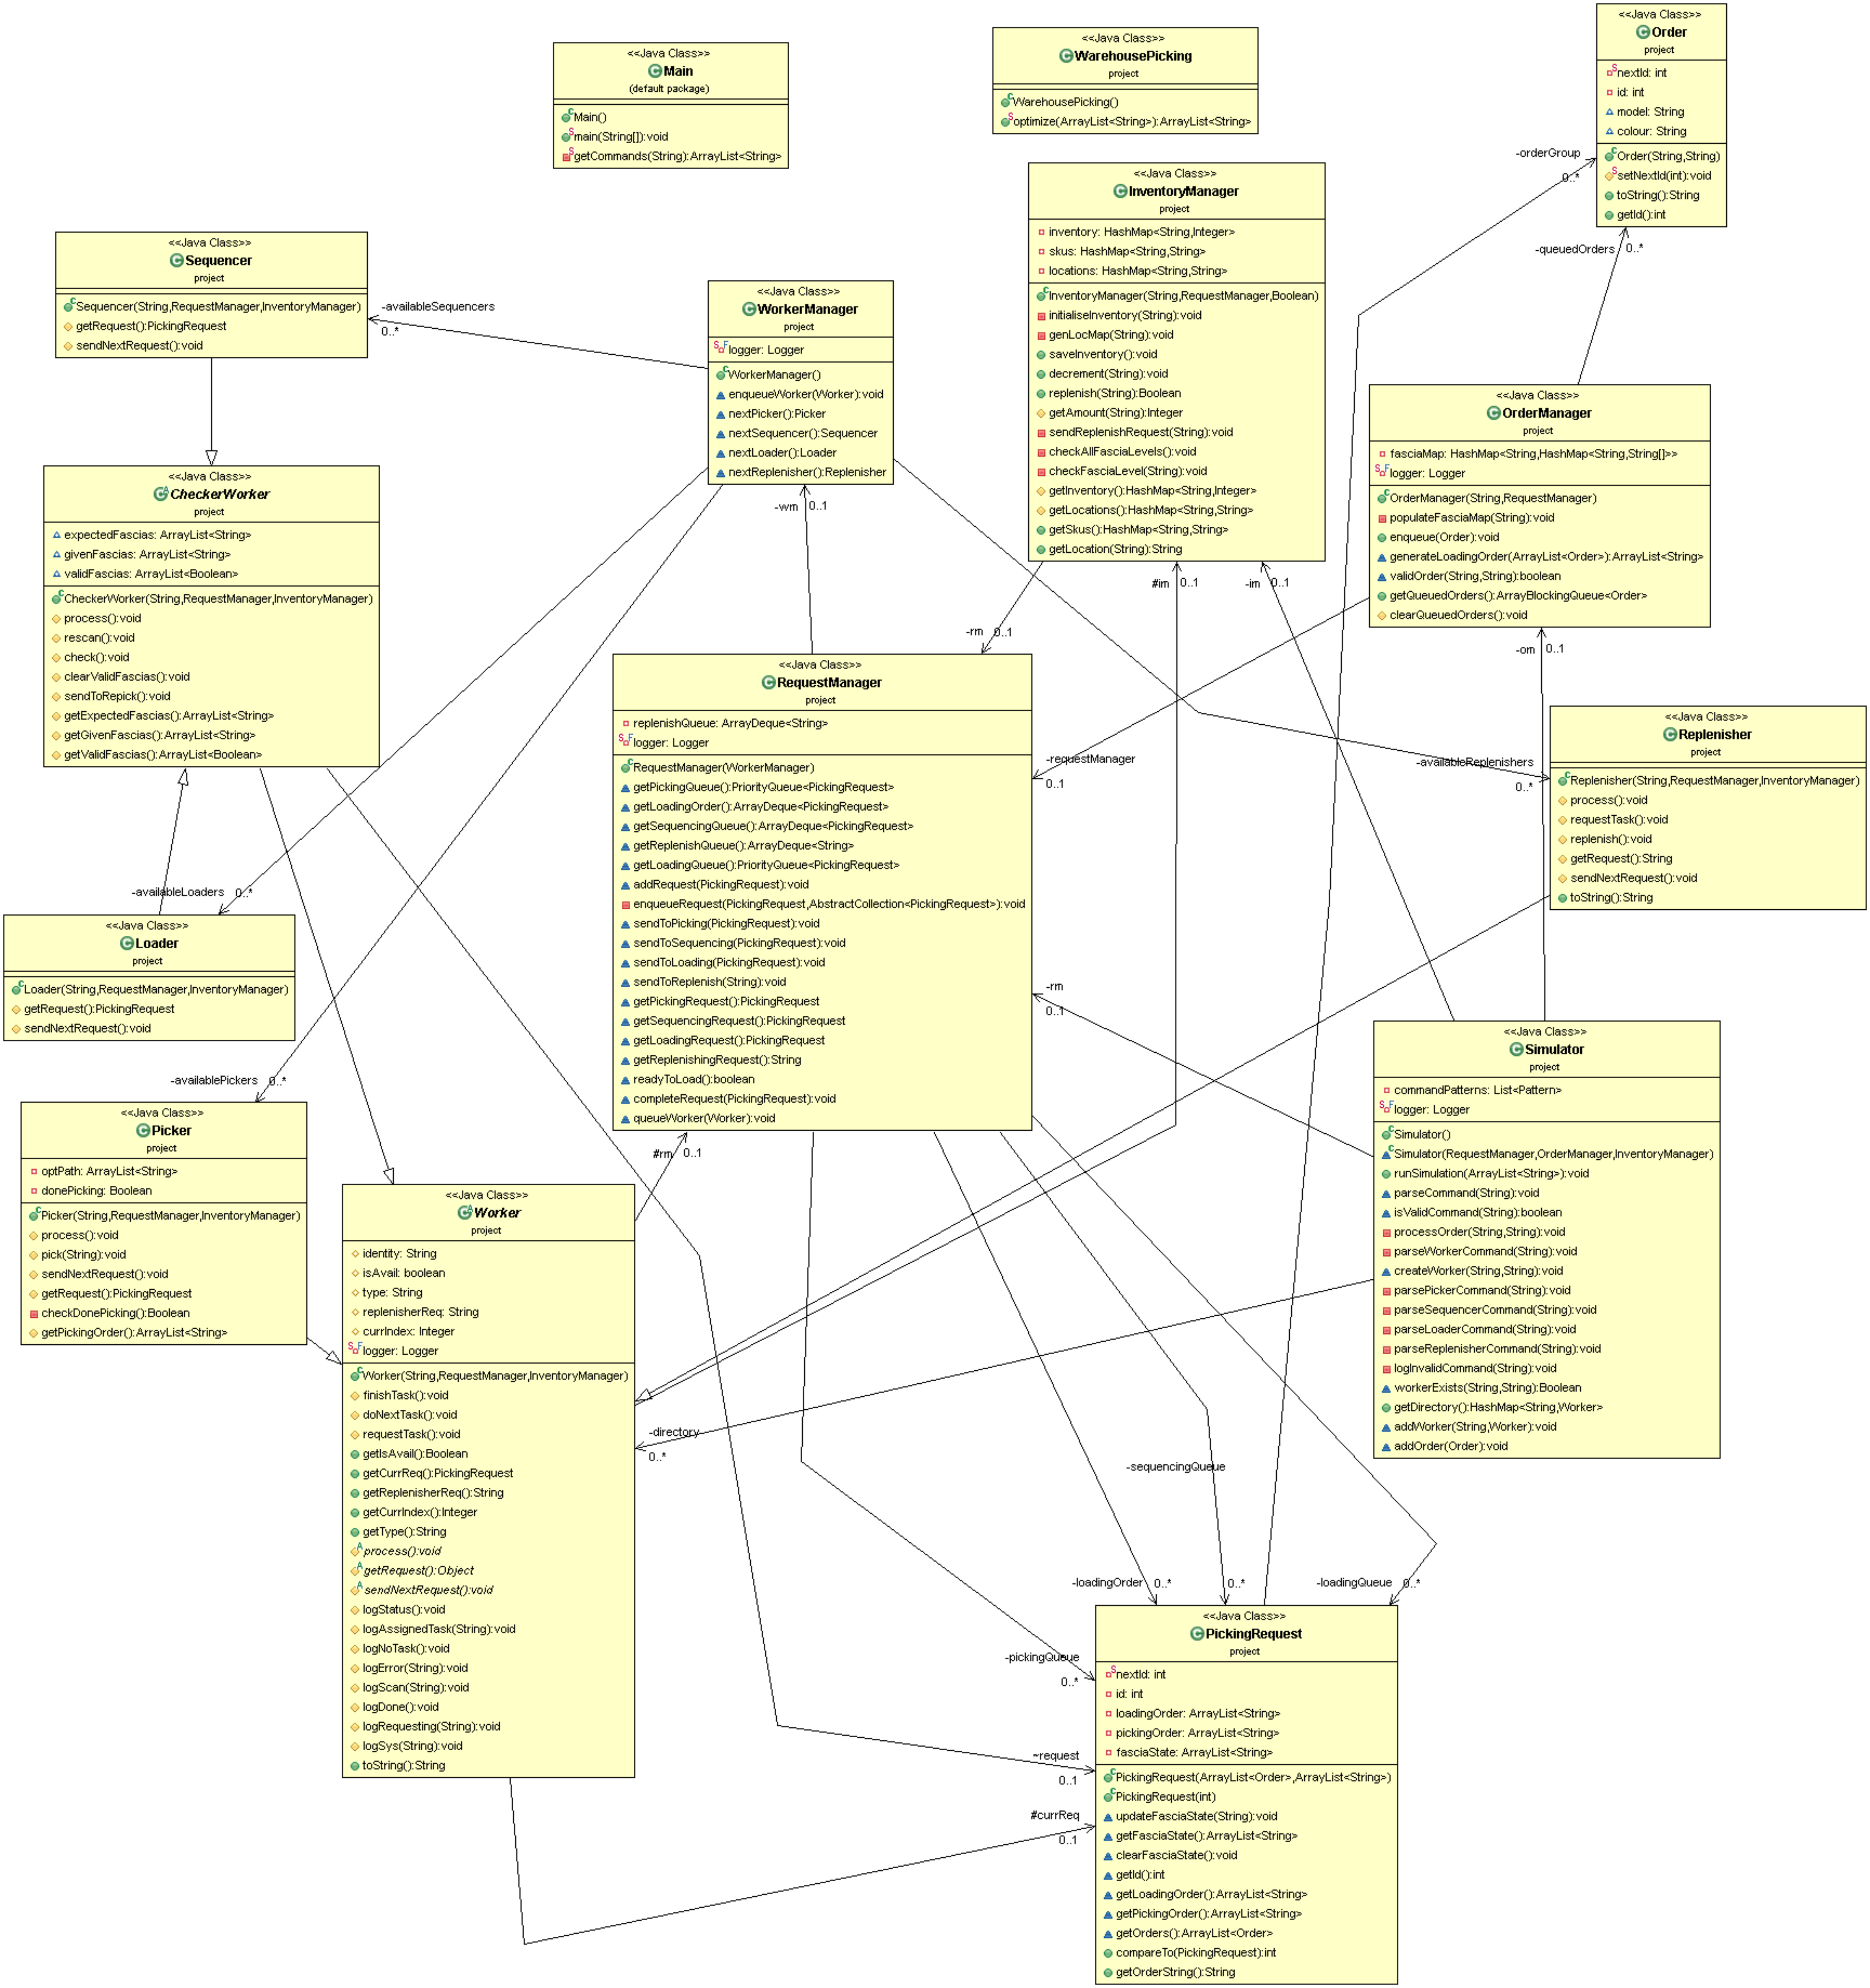 <<Java Class>>
Main
(default package)
Main()
main(String[]):void
getCommands(String):ArrayList<String>
<<Java Class>>
WarehousePicking
project
WarehousePicking()
optimize(ArrayList<String>):ArrayList<String>
<<Java Class>>
Order
project
nextId: int
id: int
model: String
colour: String
Order(String,String)
setNextId(int):void
toString():String
getId():int
-orderGroup
0..*
-queuedOrders
0..*
<<Java Class>>
InventoryManager
project
inventory: HashMap<String,Integer>
skus: HashMap<String,String>
locations: HashMap<String,String>
InventoryManager(String,RequestManager,Boolean)
initialiseInventory(String):void
genLocMap(String):void
saveInventory():void
decrement(String):void
replenish(String):Boolean
getAmount(String):Integer
sendReplenishRequest(String):void
checkAllFasciaLevels():void
checkFasciaLevel(String):void
getInventory():HashMap<String,Integer>
getLocations():HashMap<String,String>
getSkus():HashMap<String,String>
getLocation(String):String
<<Java Class>>
Sequencer
project
Sequencer(String,RequestManager,InventoryManager)
getRequest():PickingRequest
sendNextRequest():void
-availableSequencers
0..*
<<Java Class>>
WorkerManager
project
logger: Logger
WorkerManager()
enqueueWorker(Worker):void
nextPicker():Picker
nextSequencer():Sequencer
nextLoader():Loader
nextReplenisher():Replenisher
<<Java Class>>
OrderManager
project
fasciaMap: HashMap<String,HashMap<String,String[]>>
logger: Logger
OrderManager(String,RequestManager)
populateFasciaMap(String):void
enqueue(Order):void
generateLoadingOrder(ArrayList<Order>):ArrayList<String>
validOrder(String,String):boolean
getQueuedOrders():ArrayBlockingQueue<Order>
clearQueuedOrders():void
<<Java Class>>
CheckerWorker
project
expectedFascias: ArrayList<String>
givenFascias: ArrayList<String>
validFascias: ArrayList<Boolean>
CheckerWorker(String,RequestManager,InventoryManager)
process():void
rescan():void
check():void
clearValidFascias():void
sendToRepick():void
getExpectedFascias():ArrayList<String>
getGivenFascias():ArrayList<String>
getValidFascias():ArrayList<Boolean>
-wm
0..1
#im
0..1
-im
0..1
-rm
0..1
-om
0..1
<<Java Class>>
RequestManager
project
replenishQueue: ArrayDeque<String>
logger: Logger
RequestManager(WorkerManager)
getPickingQueue():PriorityQueue<PickingRequest>
getLoadingOrder():ArrayDeque<PickingRequest>
getSequencingQueue():ArrayDeque<PickingRequest>
getReplenishQueue():ArrayDeque<String>
getLoadingQueue():PriorityQueue<PickingRequest>
addRequest(PickingRequest):void
enqueueRequest(PickingRequest,AbstractCollection<PickingRequest>):void
sendToPicking(PickingRequest):void
sendToSequencing(PickingRequest):void
sendToLoading(PickingRequest):void
sendToReplenish(String):void
getPickingRequest():PickingRequest
getSequencingRequest():PickingRequest
getLoadingRequest():PickingRequest
getReplenishingRequest():String
readyToLoad():boolean
completeRequest(PickingRequest):void
queueWorker(Worker):void
-requestManager
0..1
-availableReplenishers
0..*
<<Java Class>>
Replenisher
project
Replenisher(String,RequestManager,InventoryManager)
process():void
requestTask():void
replenish():void
getRequest():String
sendNextRequest():void
toString():String
-availableLoaders
0..*
<<Java Class>>
Loader
project
Loader(String,RequestManager,InventoryManager)
getRequest():PickingRequest
sendNextRequest():void
-rm
0..1
<<Java Class>>
Simulator
project
commandPatterns: List<Pattern>
logger: Logger
Simulator()
Simulator(RequestManager,OrderManager,InventoryManager)
runSimulation(ArrayList<String>):void
parseCommand(String):void
isValidCommand(String):boolean
processOrder(String,String):void
parseWorkerCommand(String):void
createWorker(String,String):void
parsePickerCommand(String):void
parseSequencerCommand(String):void
parseLoaderCommand(String):void
parseReplenisherCommand(String):void
logInvalidCommand(String):void
workerExists(String,String):Boolean
getDirectory():HashMap<String,Worker>
addWorker(String,Worker):void
addOrder(Order):void
-availablePickers
0..*
<<Java Class>>
Picker
project
optPath: ArrayList<String>
donePicking: Boolean
Picker(String,RequestManager,InventoryManager)
process():void
pick(String):void
sendNextRequest():void
getRequest():PickingRequest
checkDonePicking():Boolean
getPickingOrder():ArrayList<String>
#rm
0..1
<<Java Class>>
Worker
project
identity: String
isAvail: boolean
type: String
replenisherReq: String
currIndex: Integer
logger: Logger
Worker(String,RequestManager,InventoryManager)
finishTask():void
doNextTask():void
requestTask():void
getIsAvail():Boolean
getCurrReq():PickingRequest
getReplenisherReq():String
getCurrIndex():Integer
getType():String
process():void
getRequest():Object
sendNextRequest():void
logStatus():void
logAssignedTask(String):void
logNoTask():void
logError(String):void
logScan(String):void
logDone():void
logRequesting(String):void
logSys(String):void
toString():String
-directory
0..*
-sequencingQueue
0..*
-loadingOrder
0..*
-loadingQueue
0..*
-pickingQueue
0..*
~request
0..1
#currReq
0..1
<<Java Class>>
PickingRequest
project
nextId: int
id: int
loadingOrder: ArrayList<String>
pickingOrder: ArrayList<String>
fasciaState: ArrayList<String>
PickingRequest(ArrayList<Order>,ArrayList<String>)
PickingRequest(int)
updateFasciaState(String):void
getFasciaState():ArrayList<String>
clearFasciaState():void
getId():int
getLoadingOrder():ArrayList<String>
getPickingOrder():ArrayList<String>
getOrders():ArrayList<Order>
compareTo(PickingRequest):int
getOrderString():String